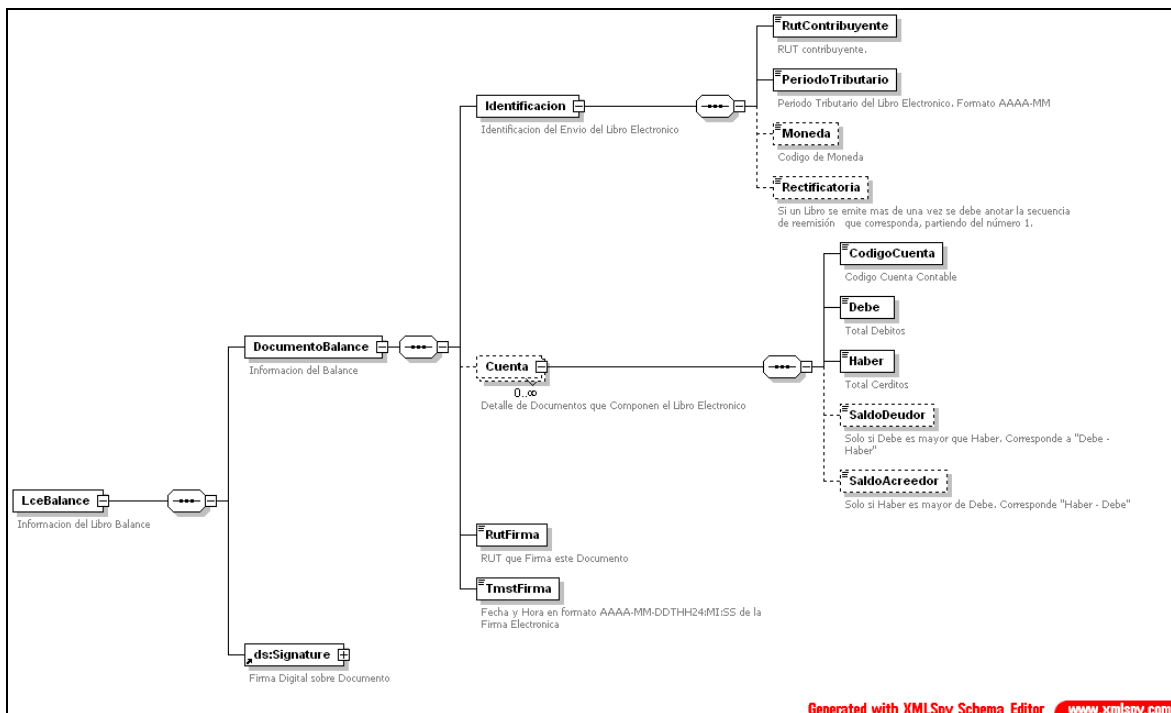 RutContribuyente
RUT contribuyente.
PeriodoTributario
Periodo Tributario del Libro Electronico. Formato AAAA-MM
Identificacion
Identificacion del Envio del Libro Electronico
Moneda
Codigo de Moneda
Rectificatoria
Si un Libro se emite mas de una vez se debe anotar la secuencia
de reemisión que corresponda, partiendo del número 1.
CodigoCuenta
Codigo Cuenta Contable
Debe
Total Debitos
DocumentoBalance
Informacion del Balance
Cuenta
0..∞
Detalle de Documentos que Componen el Libro Electronico
Haber
Total Cerditos
SaldoDeudor
Solo si Debe es mayor que Haber. Corresponde a "Debe -
Haber"
SaldoAcreedor
Solo si Haber es mayor de Debe. Corresponde "Haber - Debe"
LceBalance
Informacion del Libro Balance
RutFirma
RUT que Firma este Documento
TmstFirma
Fecha y Hora en formato AAAA-MM-DDTHH24:MI:SS de la
Firma Electronica
ds:Signature
Firma Digital sobre Documento
Generated with XMLSpy Schema Editor www.xmlspy.com